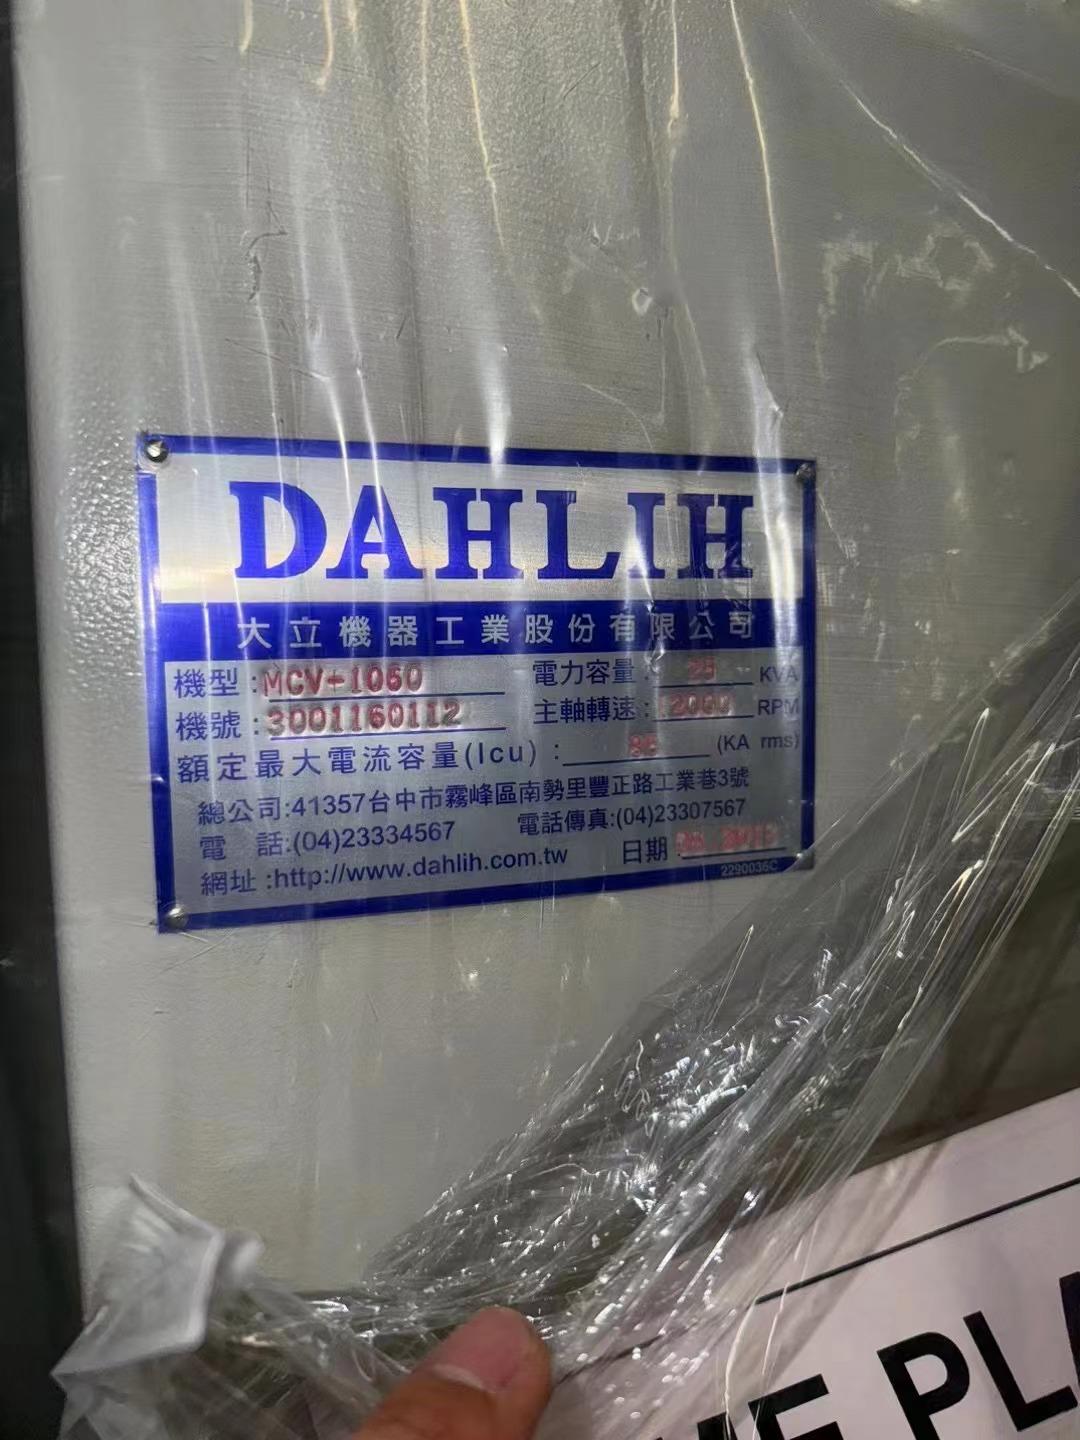 DAHLIH
大立機器工業股份有限公司
機型:MCV-1060 電力容量: KVA
機號:3001160112 主軸轉速: RPM
額定最大電流容量(Icu): (KA rms)
總公司:41357台中市霧峰區南勢里豐正路工業巷3號
電 話:(04)23334567 電話傳真:(04)23307567
網址:http://www.dahlih.com.tw 日期:
2290036C